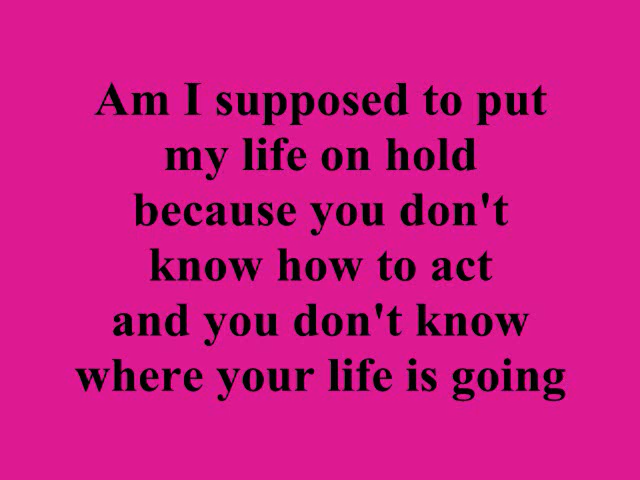 Am I supposed to put
my life on hold
because you don't
know how to act
and you don't know
where your life is going